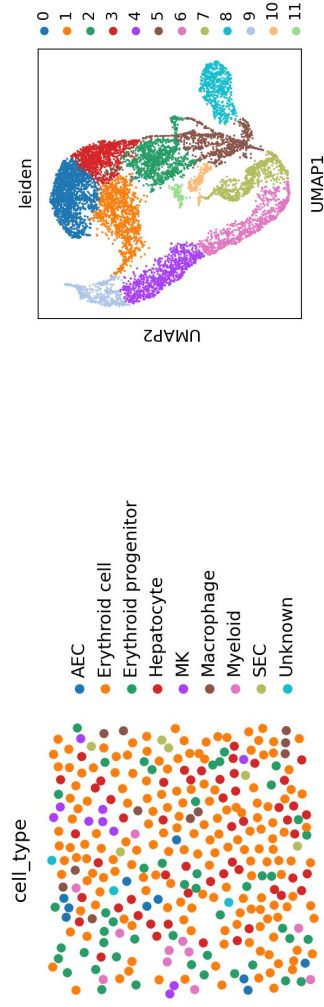 cell_type
AEC
Erythroid cell
Erythroid progenitor
Hepatocyte
MK
Macrophage
Myeloid
SEC
Unknown
leiden
UMAP2
UMAP1
0
1
2
3
4
5
6
7
8
9
10
11